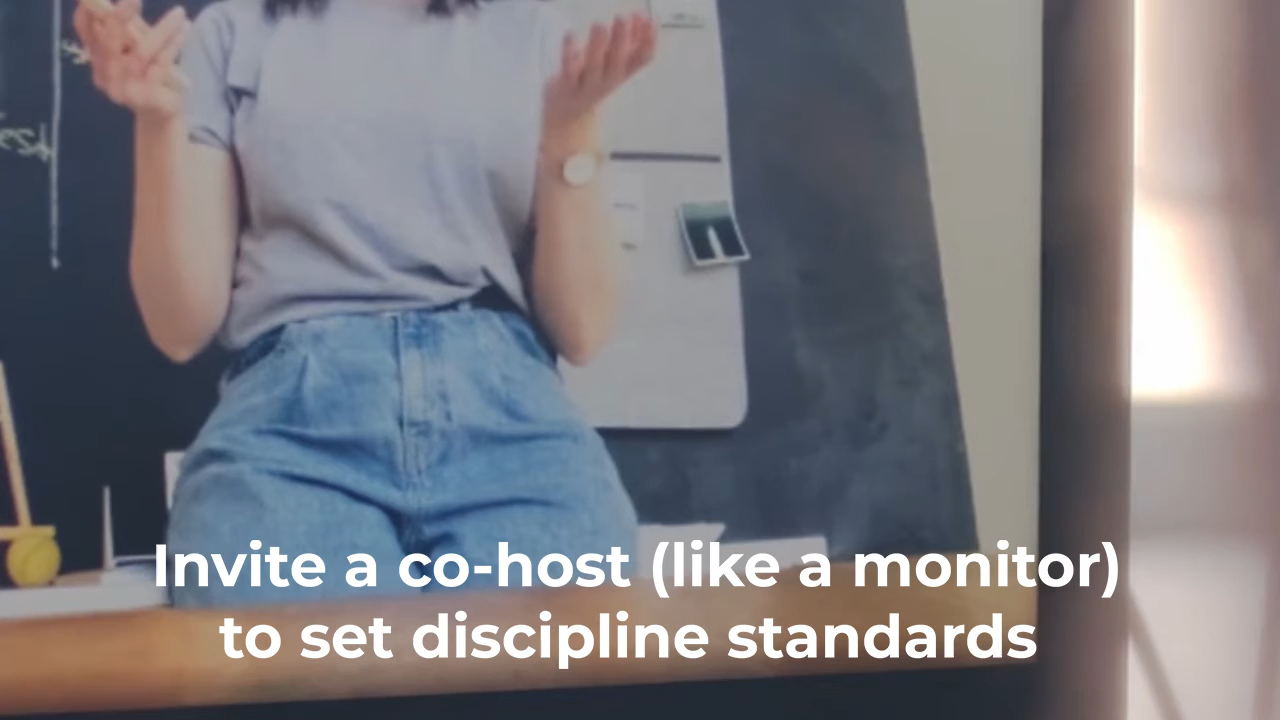 Invite a co-host (like a monitor)
to set discipline standards